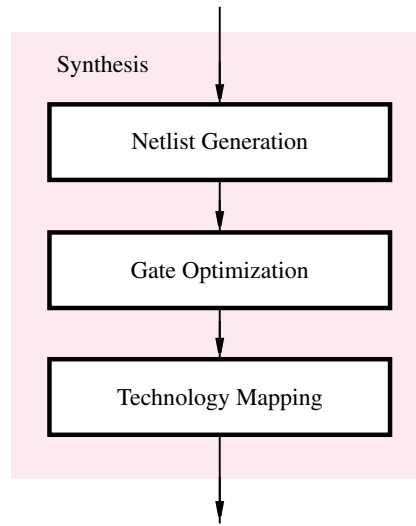 Synthesis
Netlist Generation
Gate Optimization
Technology Mapping